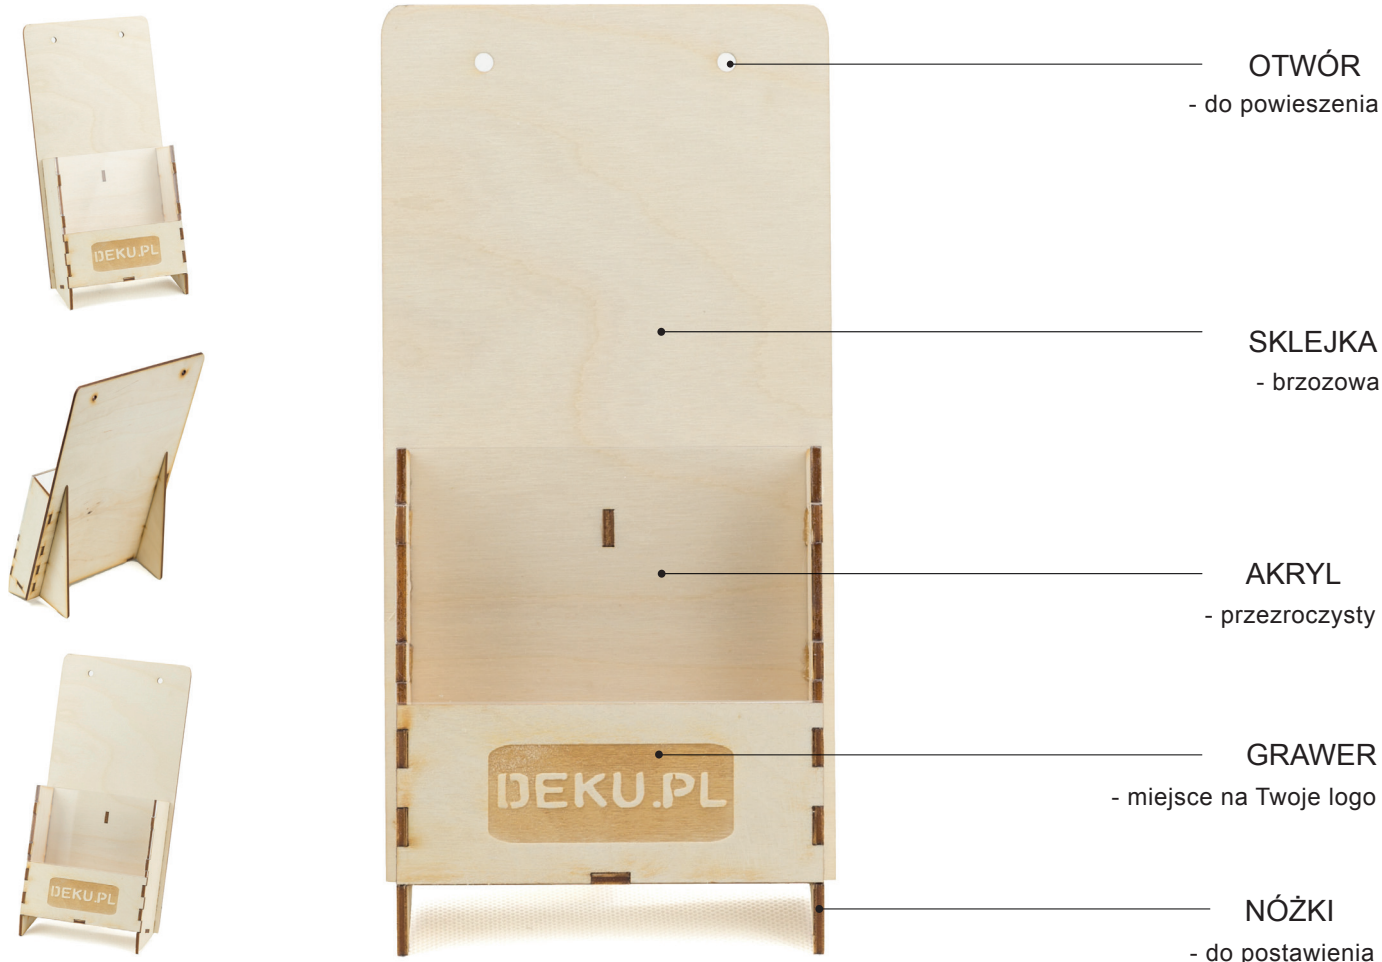 OTWÓR
- do powieszenia
SKLEJKA
- brzozowa
AKRYL
- przezroczysty
GRAWER
- miejsce na Twoje logo
NÓŻKI
- do postawienia
DEKU.PL
DEKU.PL
DEKU.PL